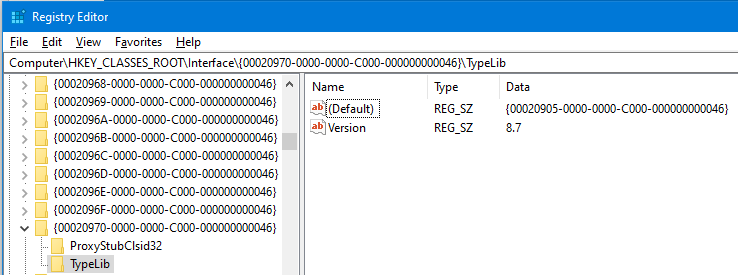 Registry Editor
File Edit View Favorites Help
Computer\HKEY_CLASSES_ROOT\Interface\{00020970-0000-0000-C000-000000000046}\TypeLib
{00020968-0000-0000-C000-000000000046}
{00020969-0000-0000-C000-000000000046}
{0002096A-0000-0000-C000-000000000046}
{0002096B-0000-0000-C000-000000000046}
{0002096C-0000-0000-C000-000000000046}
{0002096D-0000-0000-C000-000000000046}
{0002096E-0000-0000-C000-000000000046}
{0002096F-0000-0000-C000-000000000046}
{00020970-0000-0000-C000-000000000046}
ProxyStubClsid32
TypeLib
Name Type Data
ab (Default) REG_SZ {00020905-0000-0000-C000-000000000046}
ab Version REG_SZ 8.7